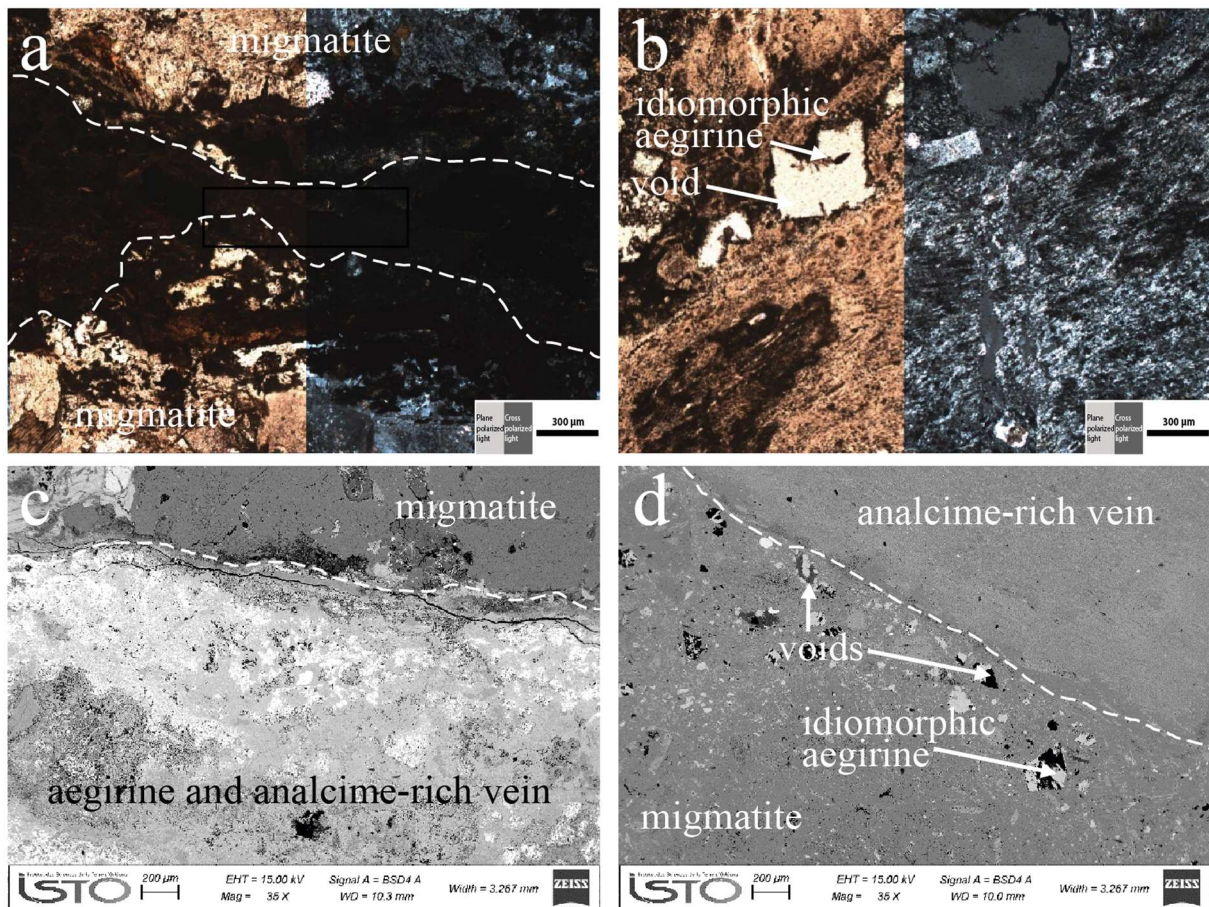 a
migmatite
migmatite
Plane
polarized
light
Cross
polarized
light
300 µm
b
idiomorphic
aegirine
void
Plane
polarized
light
Cross
polarized
light
300 µm
c
migmatite
aegirine and analcime-rich vein
ISTO
200 µm
EHT = 15.00 kV
Signal A = BSD4 A
Mag = 35 X
WD = 10.3 mm
Width = 3.267 mm
ZEISS
d
analcime-rich vein
voids
idiomorphic
aegirine
migmatite
ISTO
200 µm
EHT = 15.00 kV
Signal A = BSD4 A
Mag = 35 X
WD = 10.0 mm
Width = 3.267 mm
ZEISS